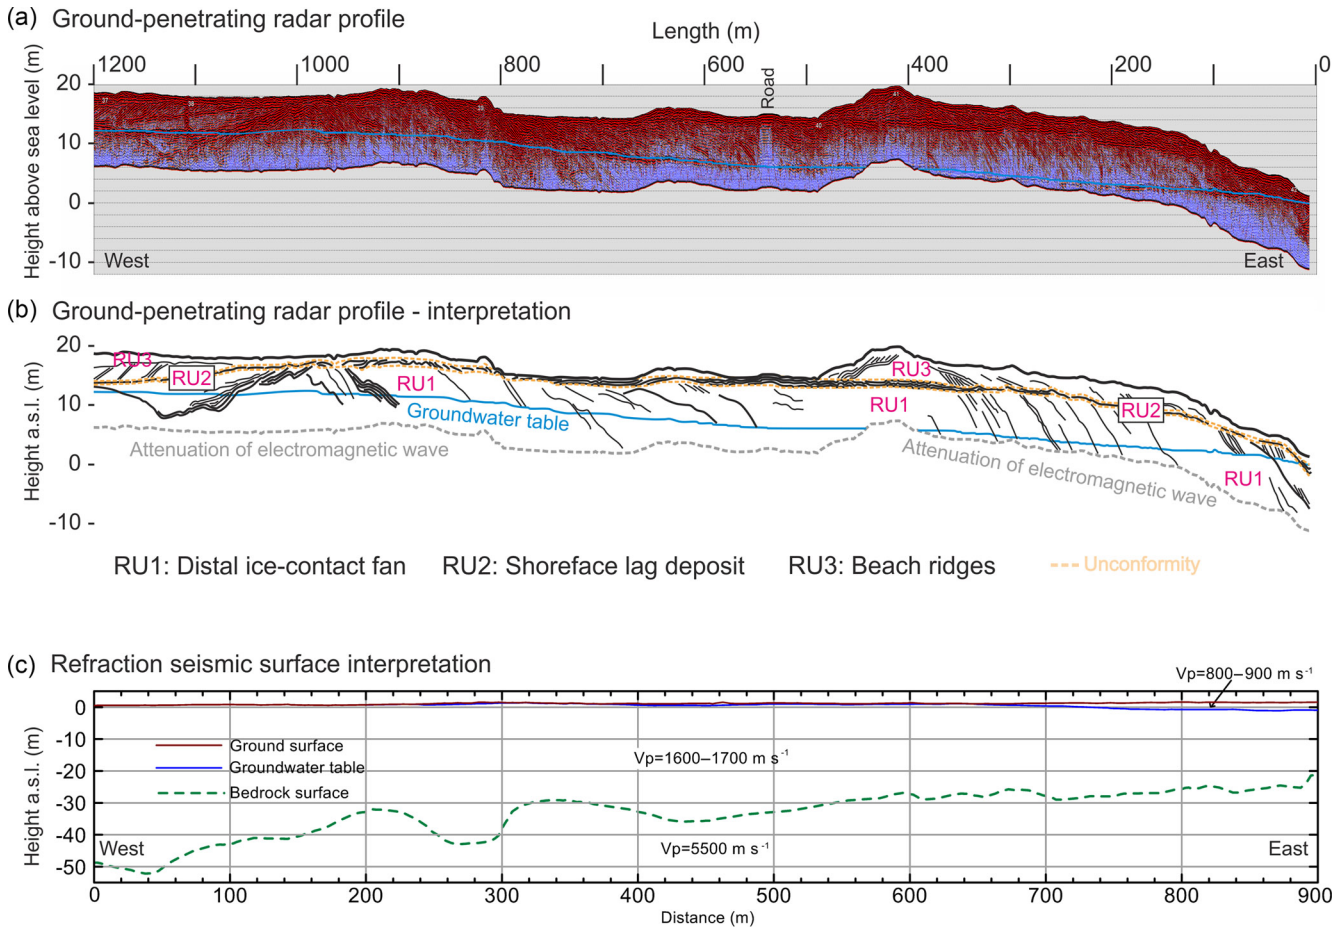 (a) Ground-penetrating radar profile
Length (m)
1200 1000 800 600 400 200 0
Road
Height above sea level (m)
20
10
0
-10
37 38 39 40 41
West East
(b) Ground-penetrating radar profile - interpretation
Height a.s.l. (m)
20
10
0
-10
RU3
RU2
RU1
RU3
RU1
RU2
RU1
Groundwater table
Attenuation of electromagnetic wave
Attenuation of electromagnetic wave
RU1: Distal ice-contact fan RU2: Shoreface lag deposit RU3: Beach ridges Unconformity
(c) Refraction seismic surface interpretation
Vp=800–900 m s⁻¹
Height a.s.l. (m)
0
-10
-20
-30
-40
-50
Ground surface
Groundwater table
Bedrock surface
Vp=1600–1700 m s⁻¹
Vp=5500 m s⁻¹
West East
0 100 200 300 400 500 600 700 800 900
Distance (m)